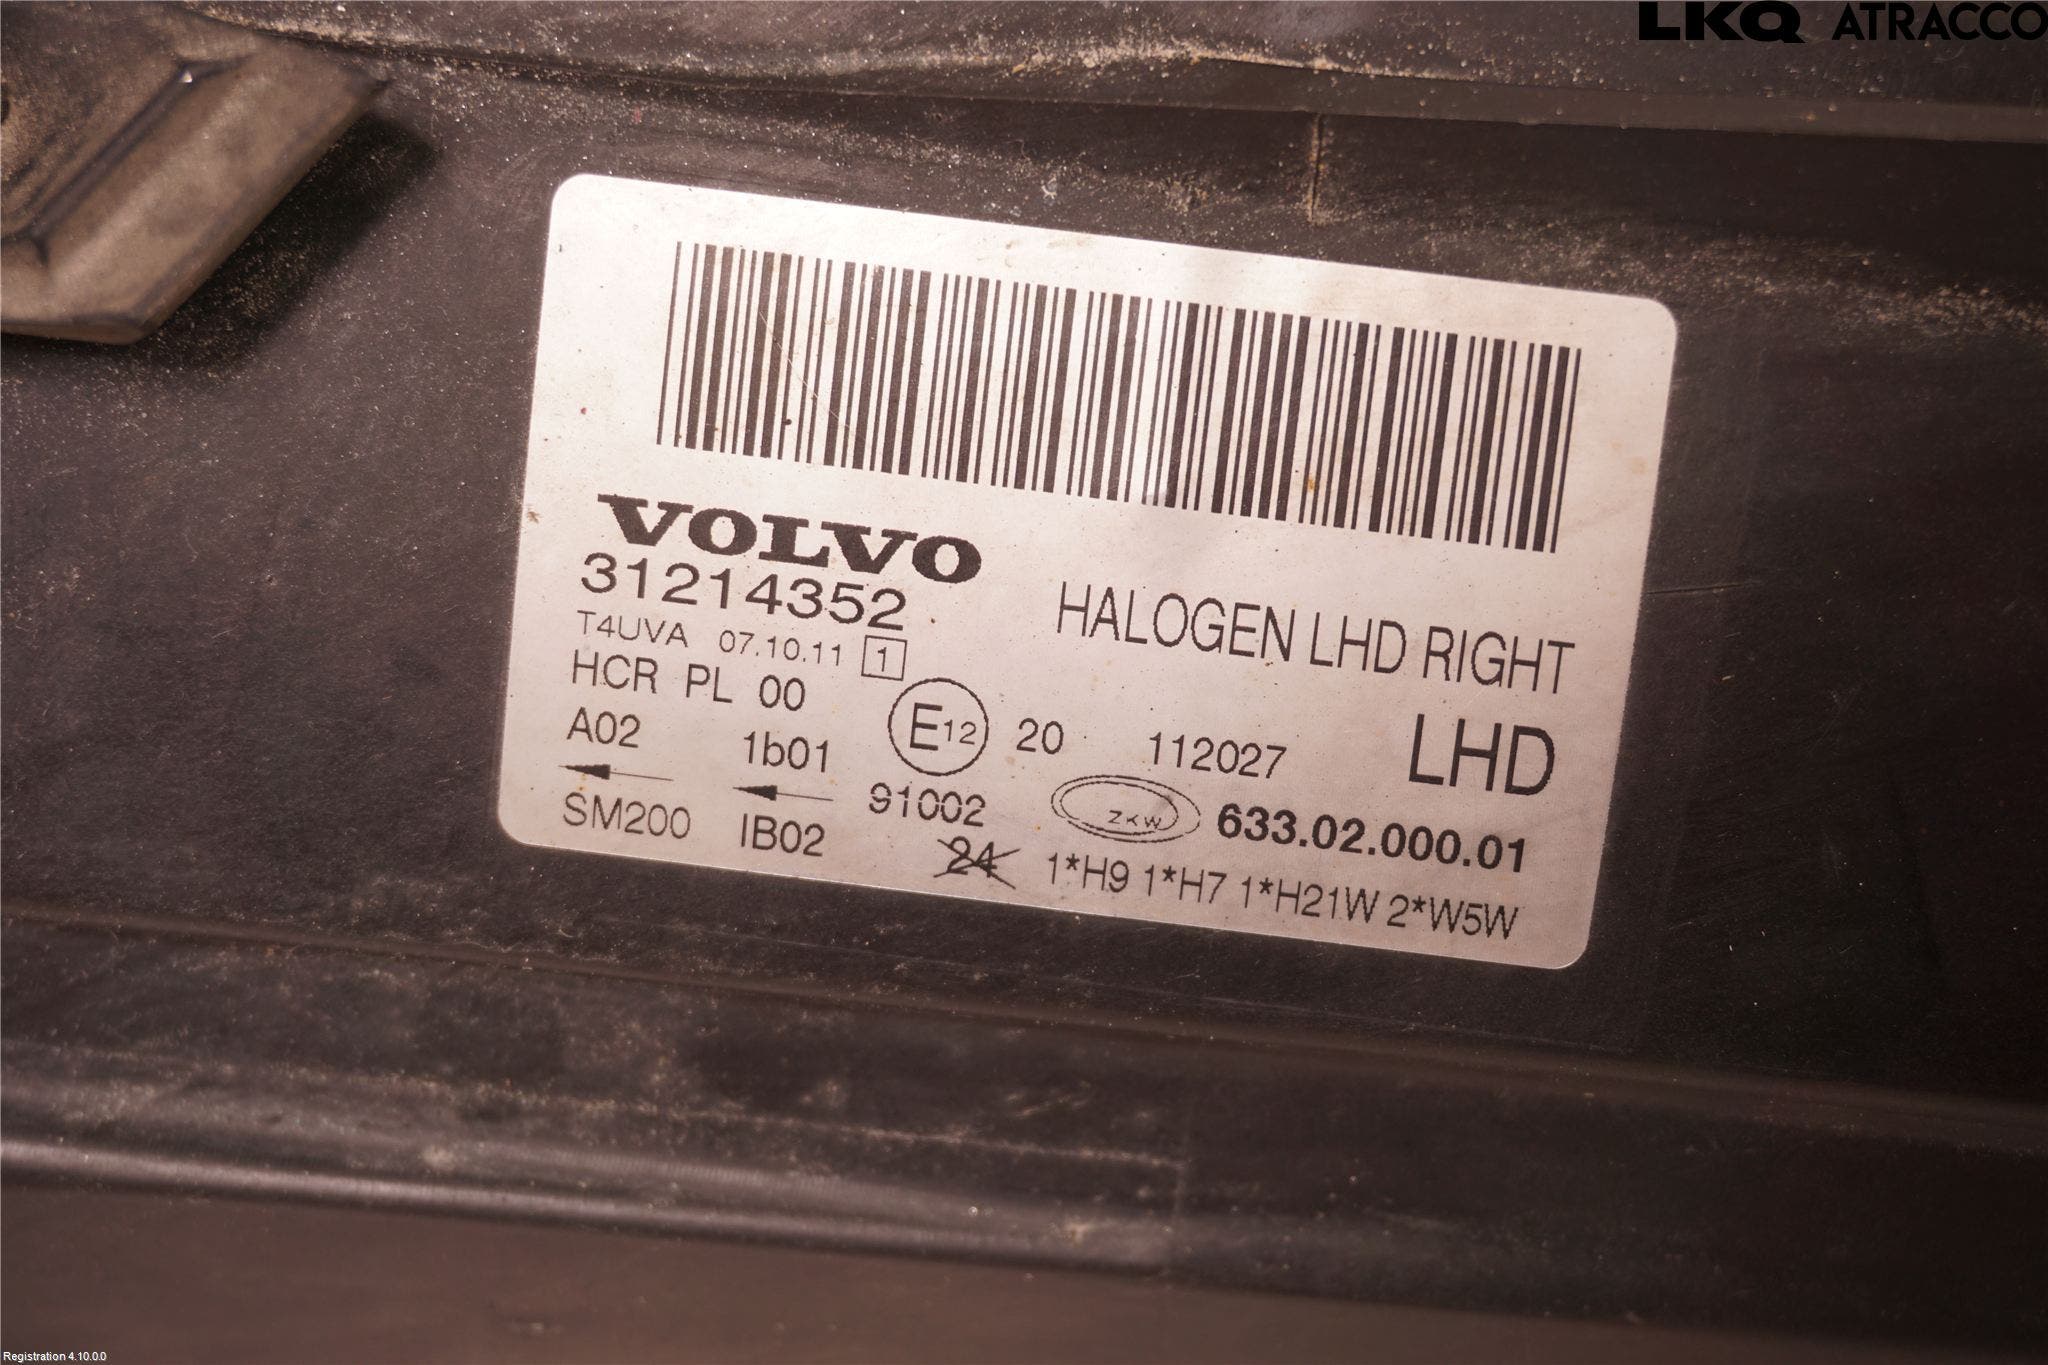 LKQ ATRACCO
VOLVO
31214352
HALOGEN LHD RIGHT
T4UVA 07.10.11 1
HCR PL 00
E12 20 112027 LHD
A02 1b01
91002 ZKW 633.02.000.01
SM200 IB02
24 1*H9 1*H7 1*H21W 2*W5W
Registration 4.10.0.0